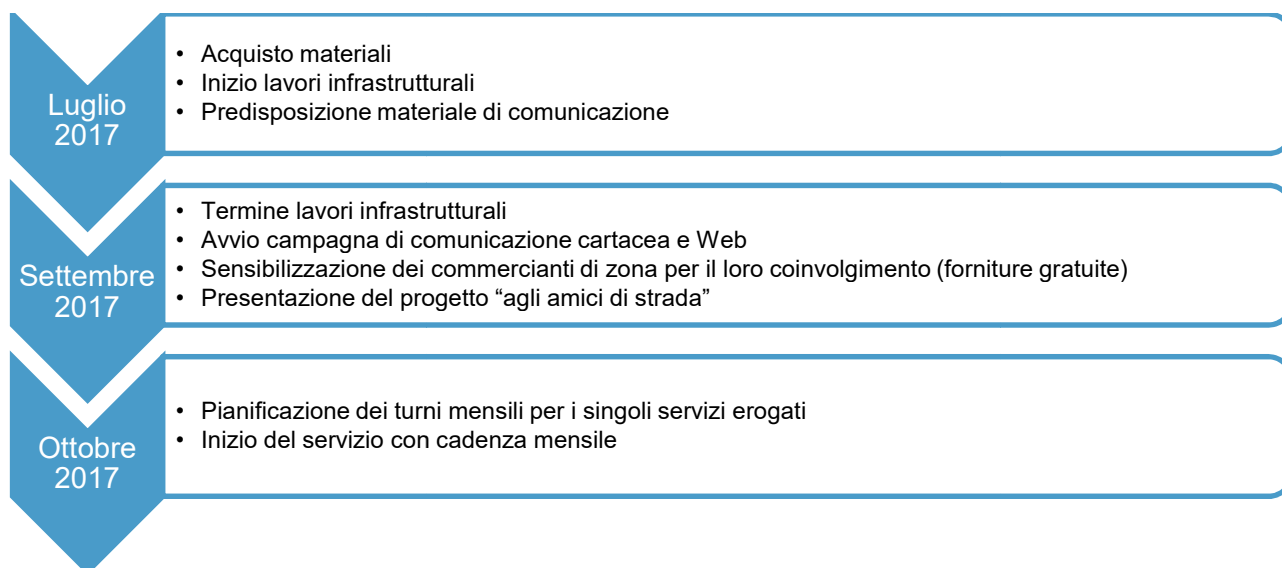 Luglio
2017
• Acquisto materiali
• Inizio lavori infrastrutturali
• Predisposizione materiale di comunicazione
Settembre
2017
• Termine lavori infrastrutturali
• Avvio campagna di comunicazione cartacea e Web
• Sensibilizzazione dei commercianti di zona per il loro coinvolgimento (forniture gratuite)
• Presentazione del progetto “agli amici di strada”
Ottobre
2017
• Pianificazione dei turni mensili per i singoli servizi erogati
• Inizio del servizio con cadenza mensile